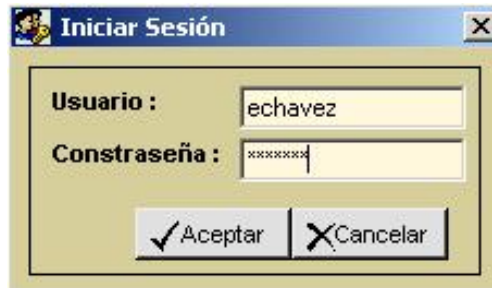 Iniciar Sesión
Usuario : echavez
Constraseña : *******
Aceptar Cancelar